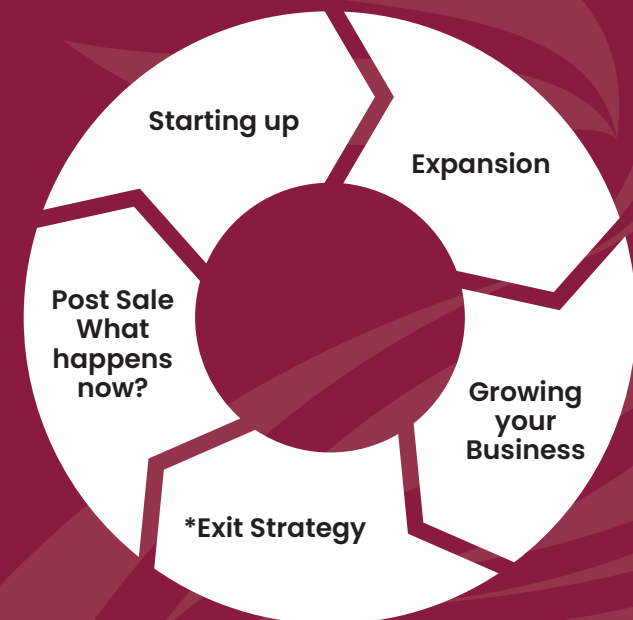 Starting up
Expansion
Growing
your
Business
*Exit Strategy
Post Sale
What
happens
now?